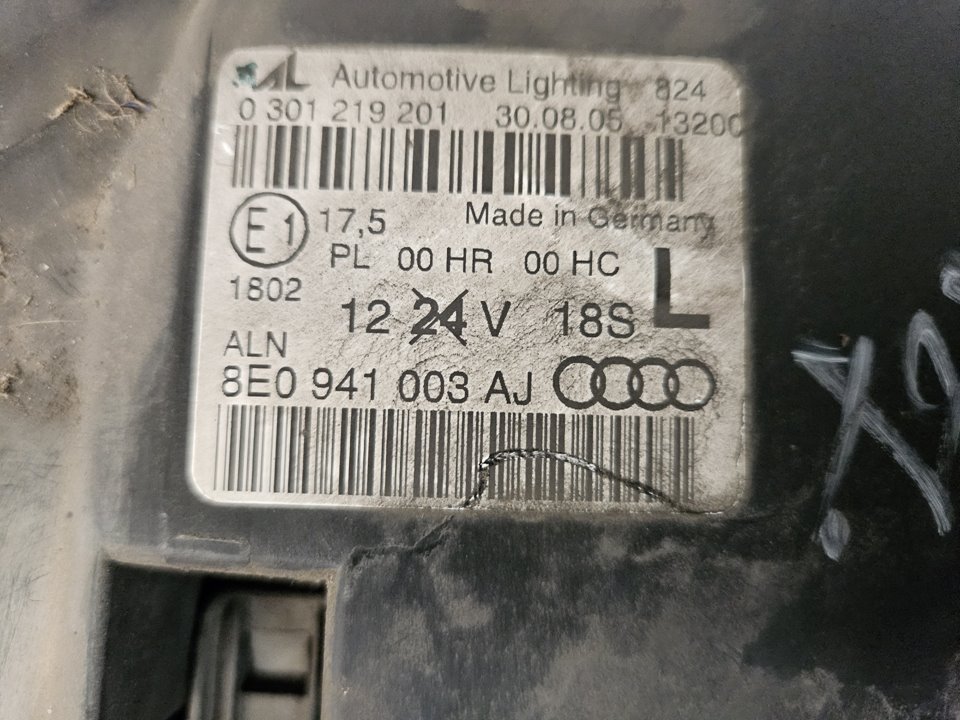 AL Automotive Lighting 824
0 301 219 201 30.08.05 13200
E1 17,5 Made in Germany
PL 00 HR 00 HC
1802
12 24 V 18S L
ALN
8E0 941 003 AJ